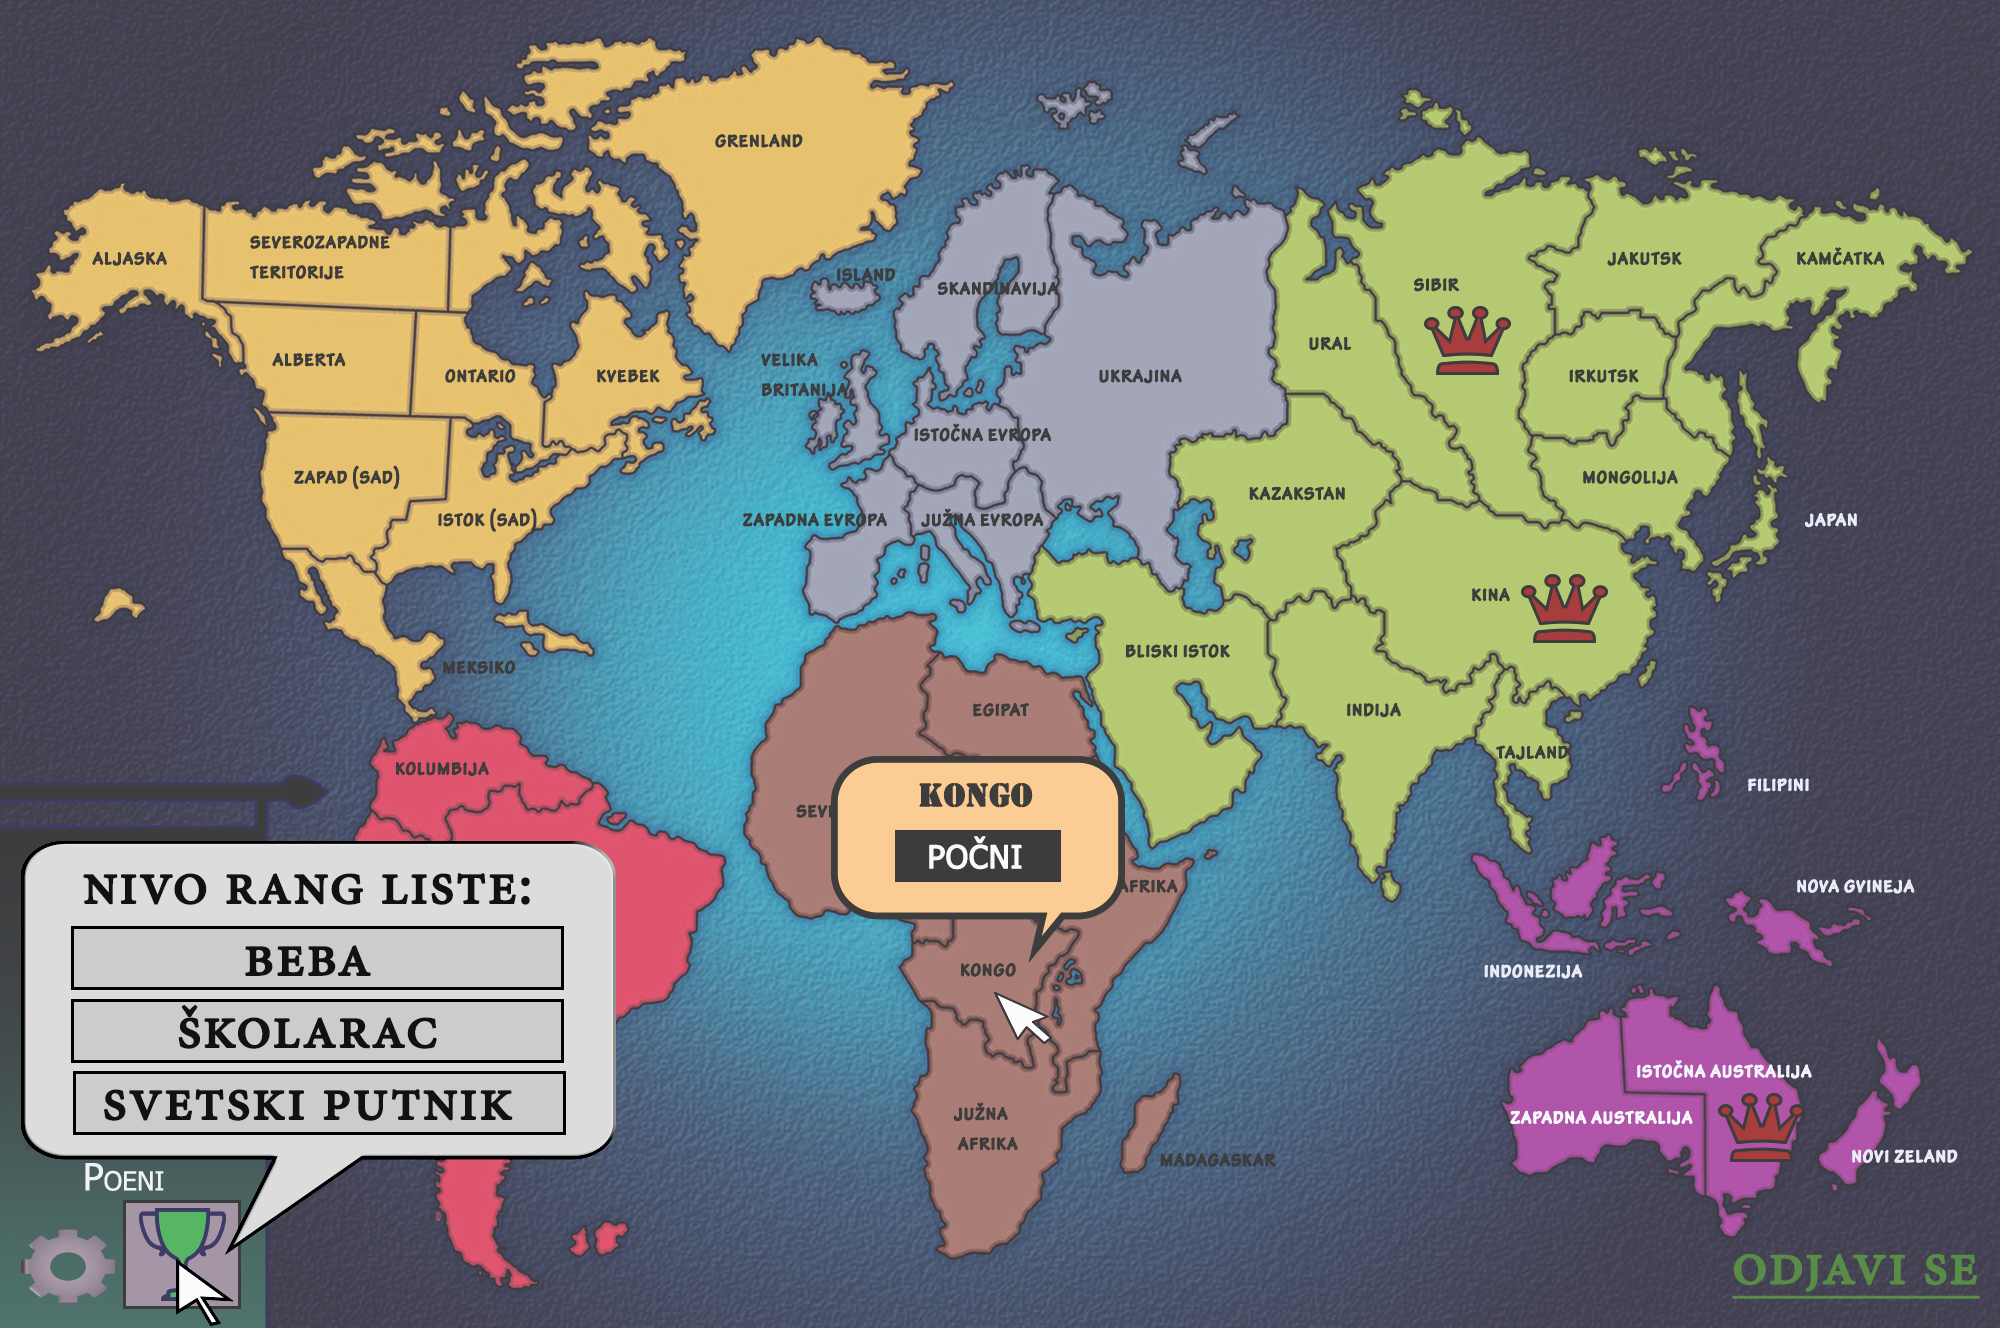 GRENLAND
SEVEROZAPADNE
TERITORIJE
ALJASKA
ISLAND
SKANDINAVIJA
JAKUTSK
KAMČATKA
SIBIR
URAL
ALBERTA
ONTARIO
KVEBEK
VELIKA
BRITANIJA
UKRAJINA
IRKUTSK
ISTOČNA EVROPA
ZAPAD (SAD)
ISTOK (SAD)
ZAPADNA EVROPA
JUŽNA EVROPA
KAZAKSTAN
MONGOLIJA
JAPAN
KINA
MEKSIKO
BLISKI ISTOK
EGIPAT
INDIJA
TAJLAND
KOLUMBIJA
FILIPINI
SEVE
KONGO
POČNI
AFRIKA
NOVA GVINEJA
INDONEZIJA
KONGO
ISTOČNA AUSTRALIJA
ZAPADNA AUSTRALIJA
NOVI ZELAND
JUŽNA
AFRIKA
MADAGASKAR
NIVO RANG LISTE:
BEBA
ŠKOLARAC
SVETSKI PUTNIK
POENI
ODJAVI SE